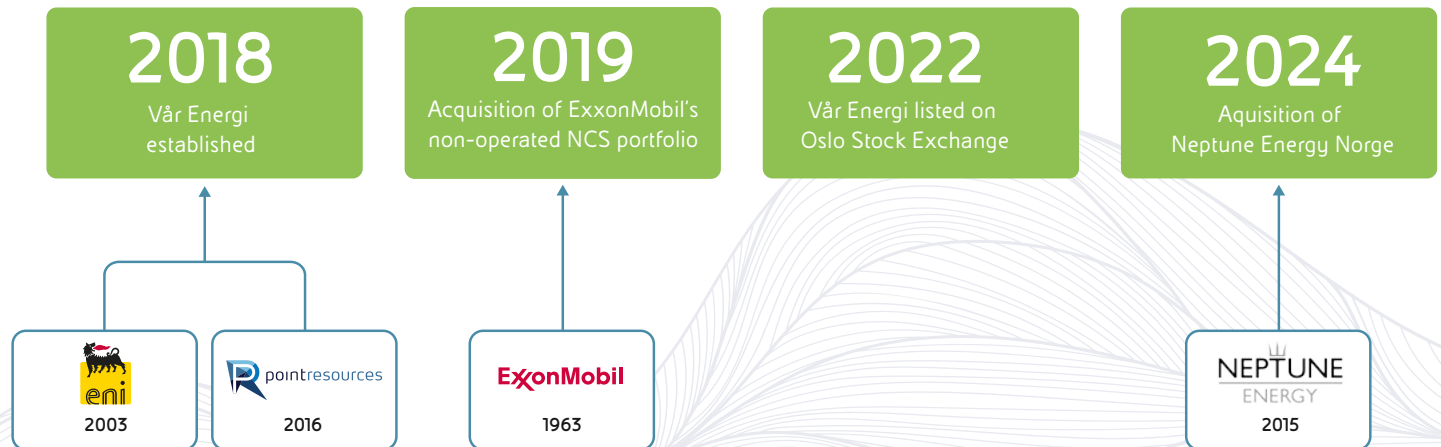 2018
Vår Energi
established
2019
Acquisition of ExxonMobil's
non-operated NCS portfolio
2022
Vår Energi listed on
Oslo Stock Exchange
2024
Aquisition of
Neptune Energy Norge
eni
2003
pointresources
2016
ExxonMobil
1963
NEPTUNE
ENERGY
2015